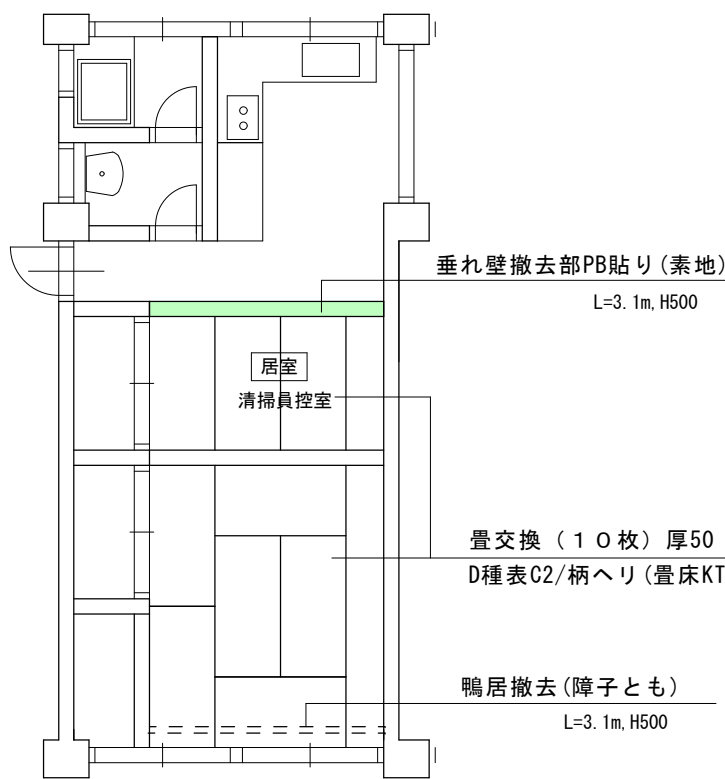 垂れ壁撤去部PB貼り(素地)
L=3.1m,H500
居室
清掃員控室
畳交換（１０枚）厚50
D種表C2/柄ヘリ(畳床KT
鴨居撤去(障子とも)
L=3.1m,H500